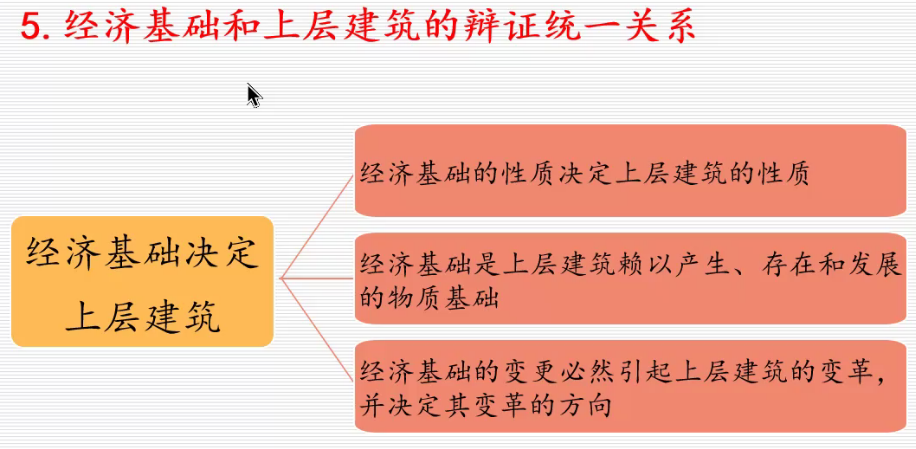 5. 经济基础和上层建筑的辩证统一关系
经济基础决定
上层建筑
经济基础的性质决定上层建筑的性质
经济基础是上层建筑赖以产生、存在和发展
的物质基础
经济基础的变更必然引起上层建筑的变革，
并决定其变革的方向